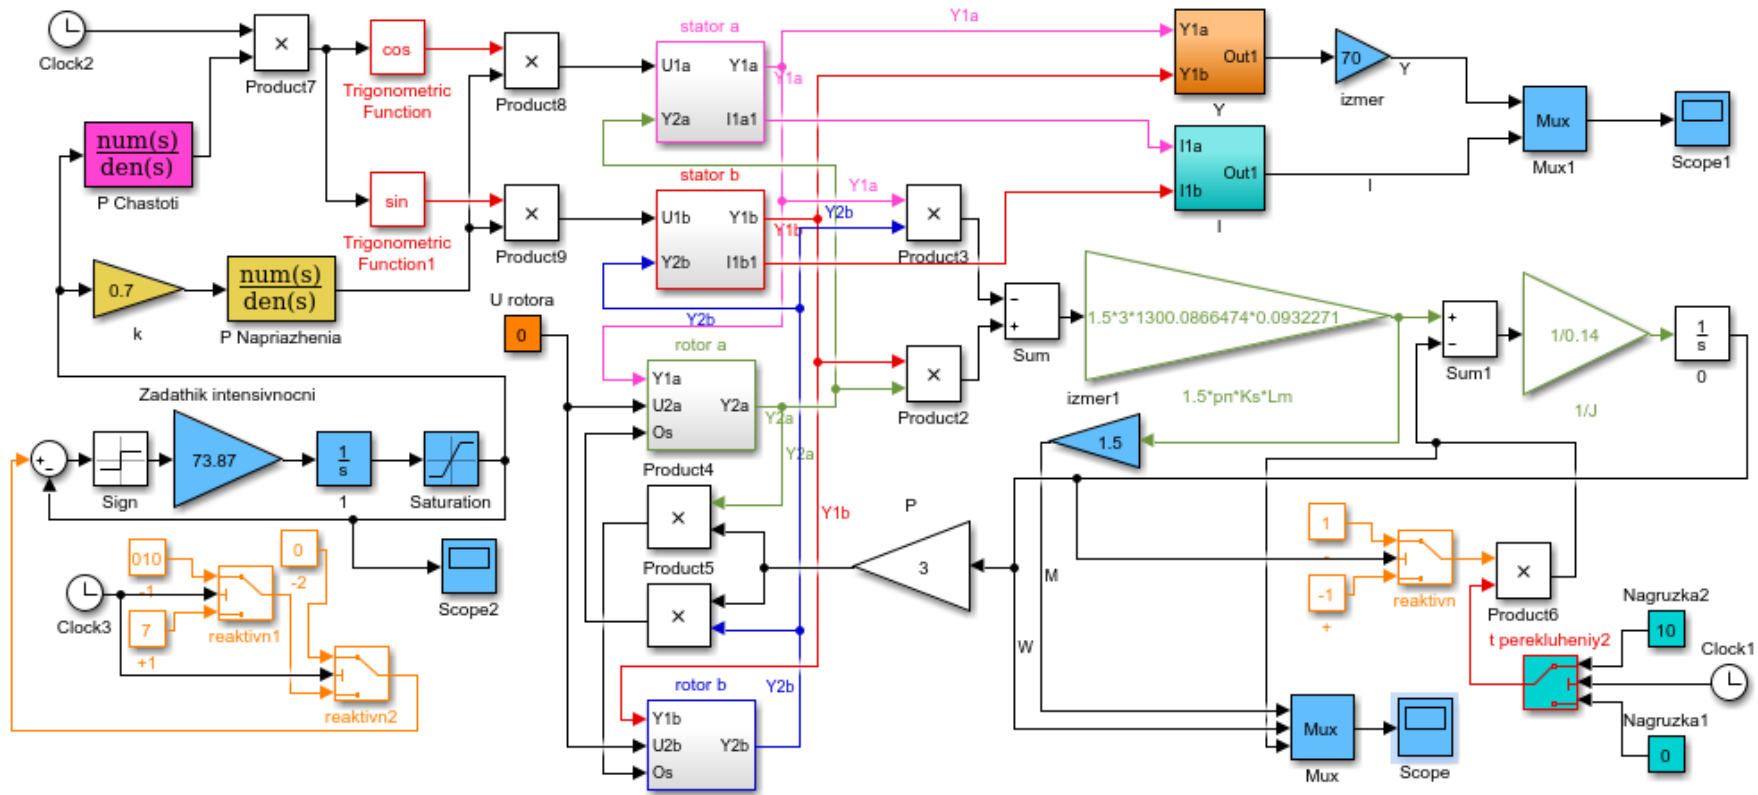 Clock2
×
Product7
cos
Trigonometric
Function
×
Product8
num(s)
den(s)
P Chastoti
sin
Trigonometric
Function1
×
Product9
0.7
k
num(s)
den(s)
P Napriazhenia
U rotora
0
stator a
U1a
Y1a
Y2a
I1a1
Y1a
Y1a
stator b
U1b
Y1b
Y2b
I1b1
Y1b
Y2b
Y2b
Y1a
×
Product3
rotor a
Y1a
U2a
Y2a
Os
Y2a
Y2a
×
Product2
Y1a
Y1b
Out1
Y
I1a
I1b
Out1
I
70
izmer
Y
I
Mux
Mux1
Scope1
−
+
Sum
1.5*3*1300.0866474*0.0932271
izmer1
1.5*pп*Ks*Lm
+
−
Sum1
1/0.14
1/J
1
s
0
1.5
Zadathik intensivnocni
+
−
Sign
73.87
1
s
1
Saturation
Scope2
010
-1
7
+1
0
-2
Clock3
reaktivn1
reaktivn2
Product4
×
Product5
×
Y1b
rotor b
Y1b
U2b
Y2b
Os
Y2b
P
3
M
W
1
-
-1
+
reaktivn
×
Product6
t perekluheniy2
Nagruzka2
10
Clock1
Nagruzka1
0
Mux
Mux
Scope